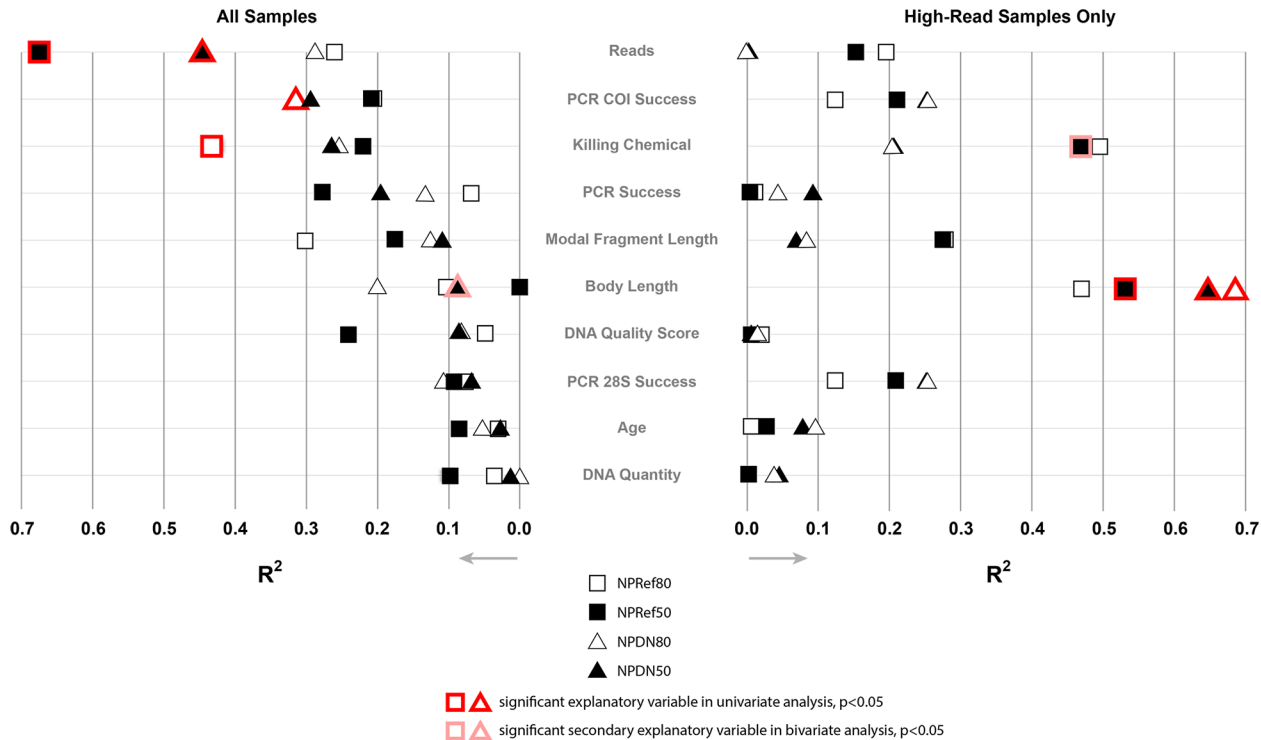 All Samples
High-Read Samples Only
Reads
PCR COI Success
Killing Chemical
PCR Success
Modal Fragment Length
Body Length
DNA Quality Score
PCR 28S Success
Age
DNA Quantity
0.7 0.6 0.5 0.4 0.3 0.2 0.1 0.0
0.0 0.1 0.2 0.3 0.4 0.5 0.6 0.7
R²
R²
NPRef80
NPRef50
NPDN80
NPDN50
significant explanatory variable in univariate analysis, p<0.05
significant secondary explanatory variable in bivariate analysis, p<0.05